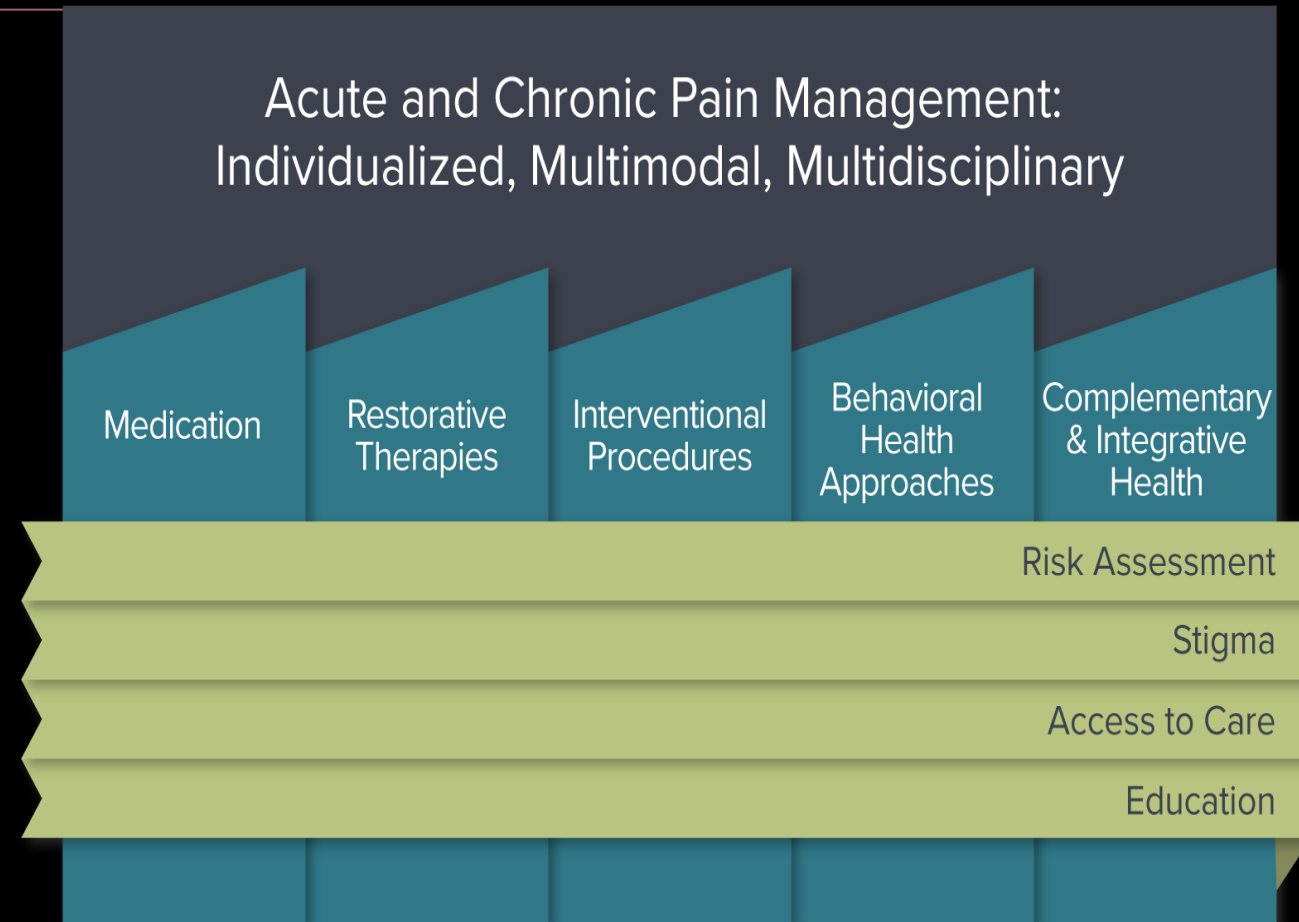 Acute and Chronic Pain Management:
Individualized, Multimodal, Multidisciplinary
Medication
Restorative
Therapies
Interventional
Procedures
Behavioral
Health
Approaches
Complementary
& Integrative
Health
Risk Assessment
Stigma
Access to Care
Education